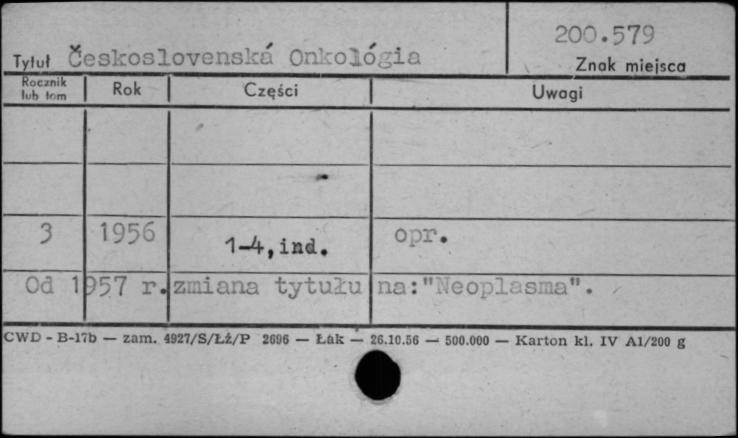 Tytuł Československá Onkológia
200.579
Znak miejsca
Rocznik lub tom Rok Części Uwagi
3 1956 1-4, ind. opr.
Od 1957 r. zmiana tytułu na:"Neoplasma".
CWD - B-17b — zam. 4927/S/Łż/P 2696 — Łąk — 26.10.56 — 500.000 — Karton kl. IV A1/200 g